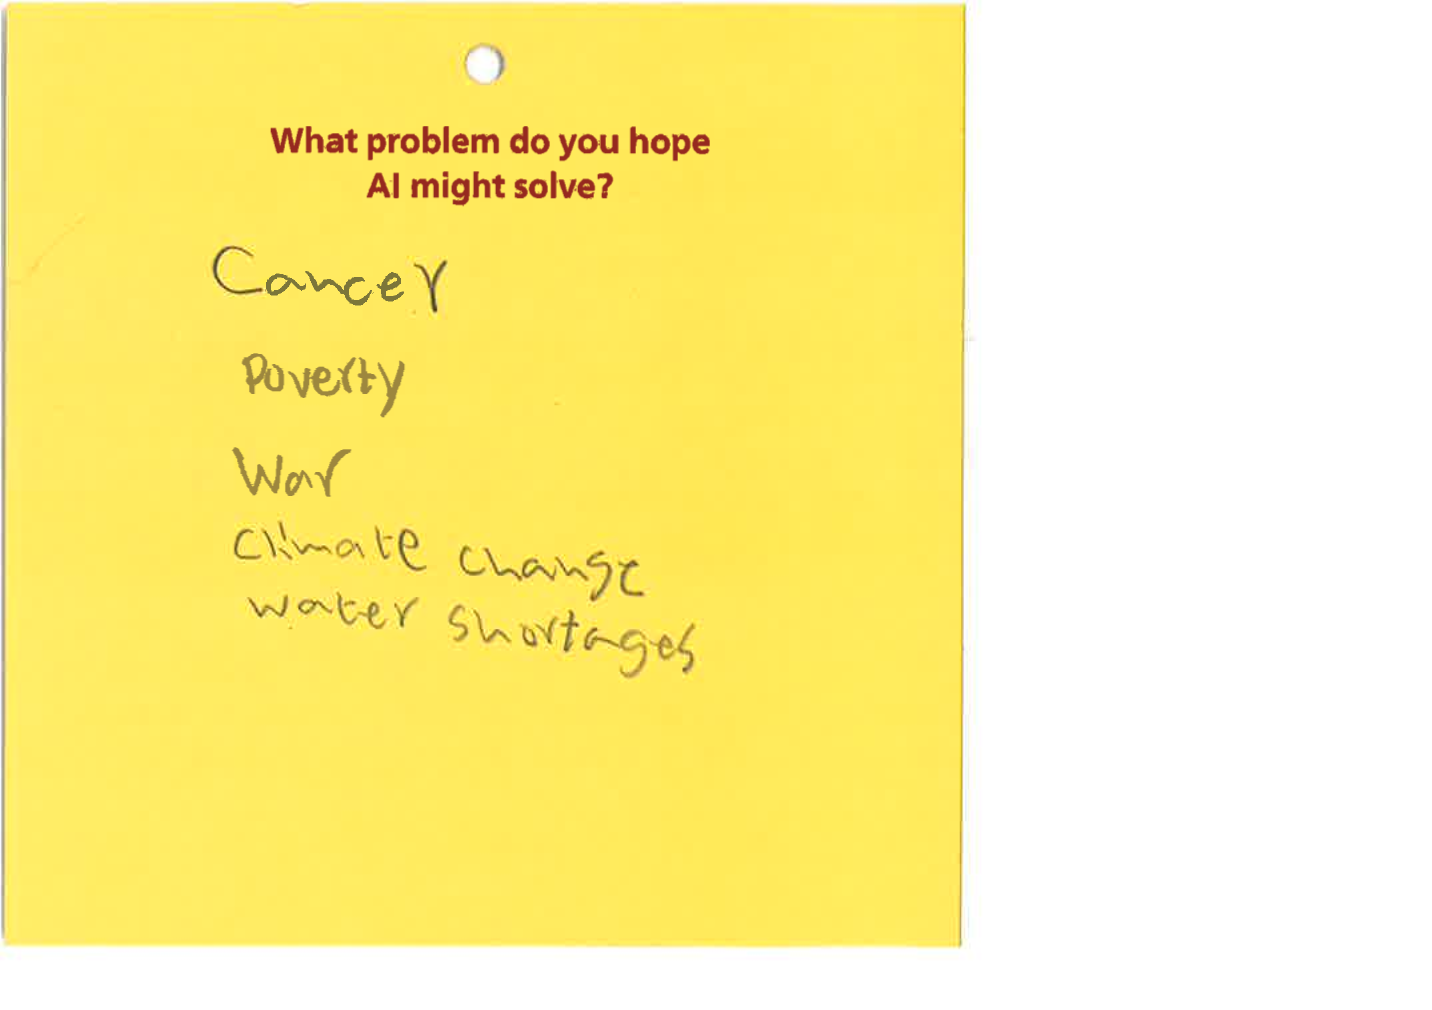 What problem do you hope
AI might solve?
Cancer
Poverty
War
climate change
water shortages